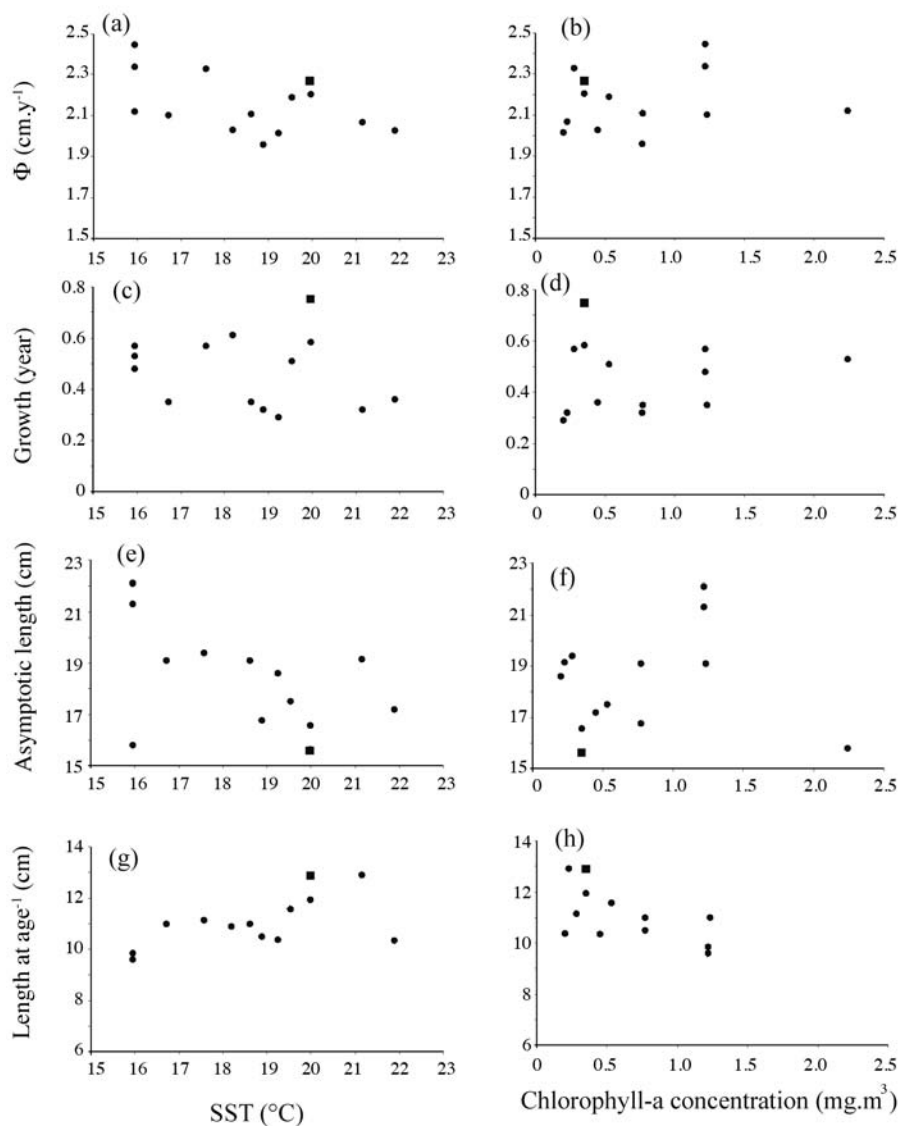 (a)
(b)
2.5
2.3
2.1
1.9
1.7
1.5
15 16 17 18 19 20 21 22 23
Φ (cm.y⁻¹)
2.5
2.3
2.1
1.9
1.7
1.5
0 0.5 1.0 1.5 2.0 2.5
(c)
(d)
0.8
0.6
0.4
0.2
0
15 16 17 18 19 20 21 22 23
Growth (year)
0.8
0.6
0.4
0.2
0
0 0.5 1.0 1.5 2.0 2.5
(e)
(f)
23
21
19
17
15
15 16 17 18 19 20 21 22 23
Asymptotic length (cm)
23
21
19
17
15
0 0.5 1.0 1.5 2.0 2.5
(g)
(h)
14
12
10
8
6
15 16 17 18 19 20 21 22 23
Length at age⁻¹ (cm)
14
12
10
8
6
0 0.5 1.0 1.5 2.0 2.5
SST (°C)
Chlorophyll-a concentration (mg.m³)